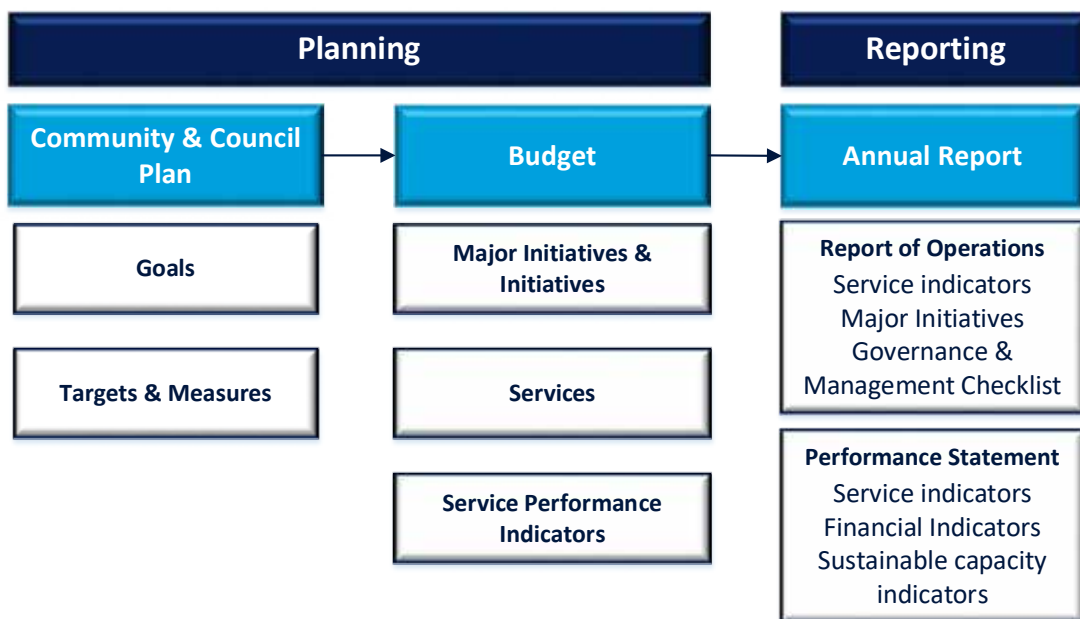 Planning
Reporting
Community & Council
Plan
Budget
Annual Report
Goals
Targets & Measures
Major Initiatives &
Initiatives
Services
Service Performance
Indicators
Report of Operations
Service indicators
Major Initiatives
Governance &
Management Checklist
Performance Statement
Service indicators
Financial Indicators
Sustainable capacity
indicators